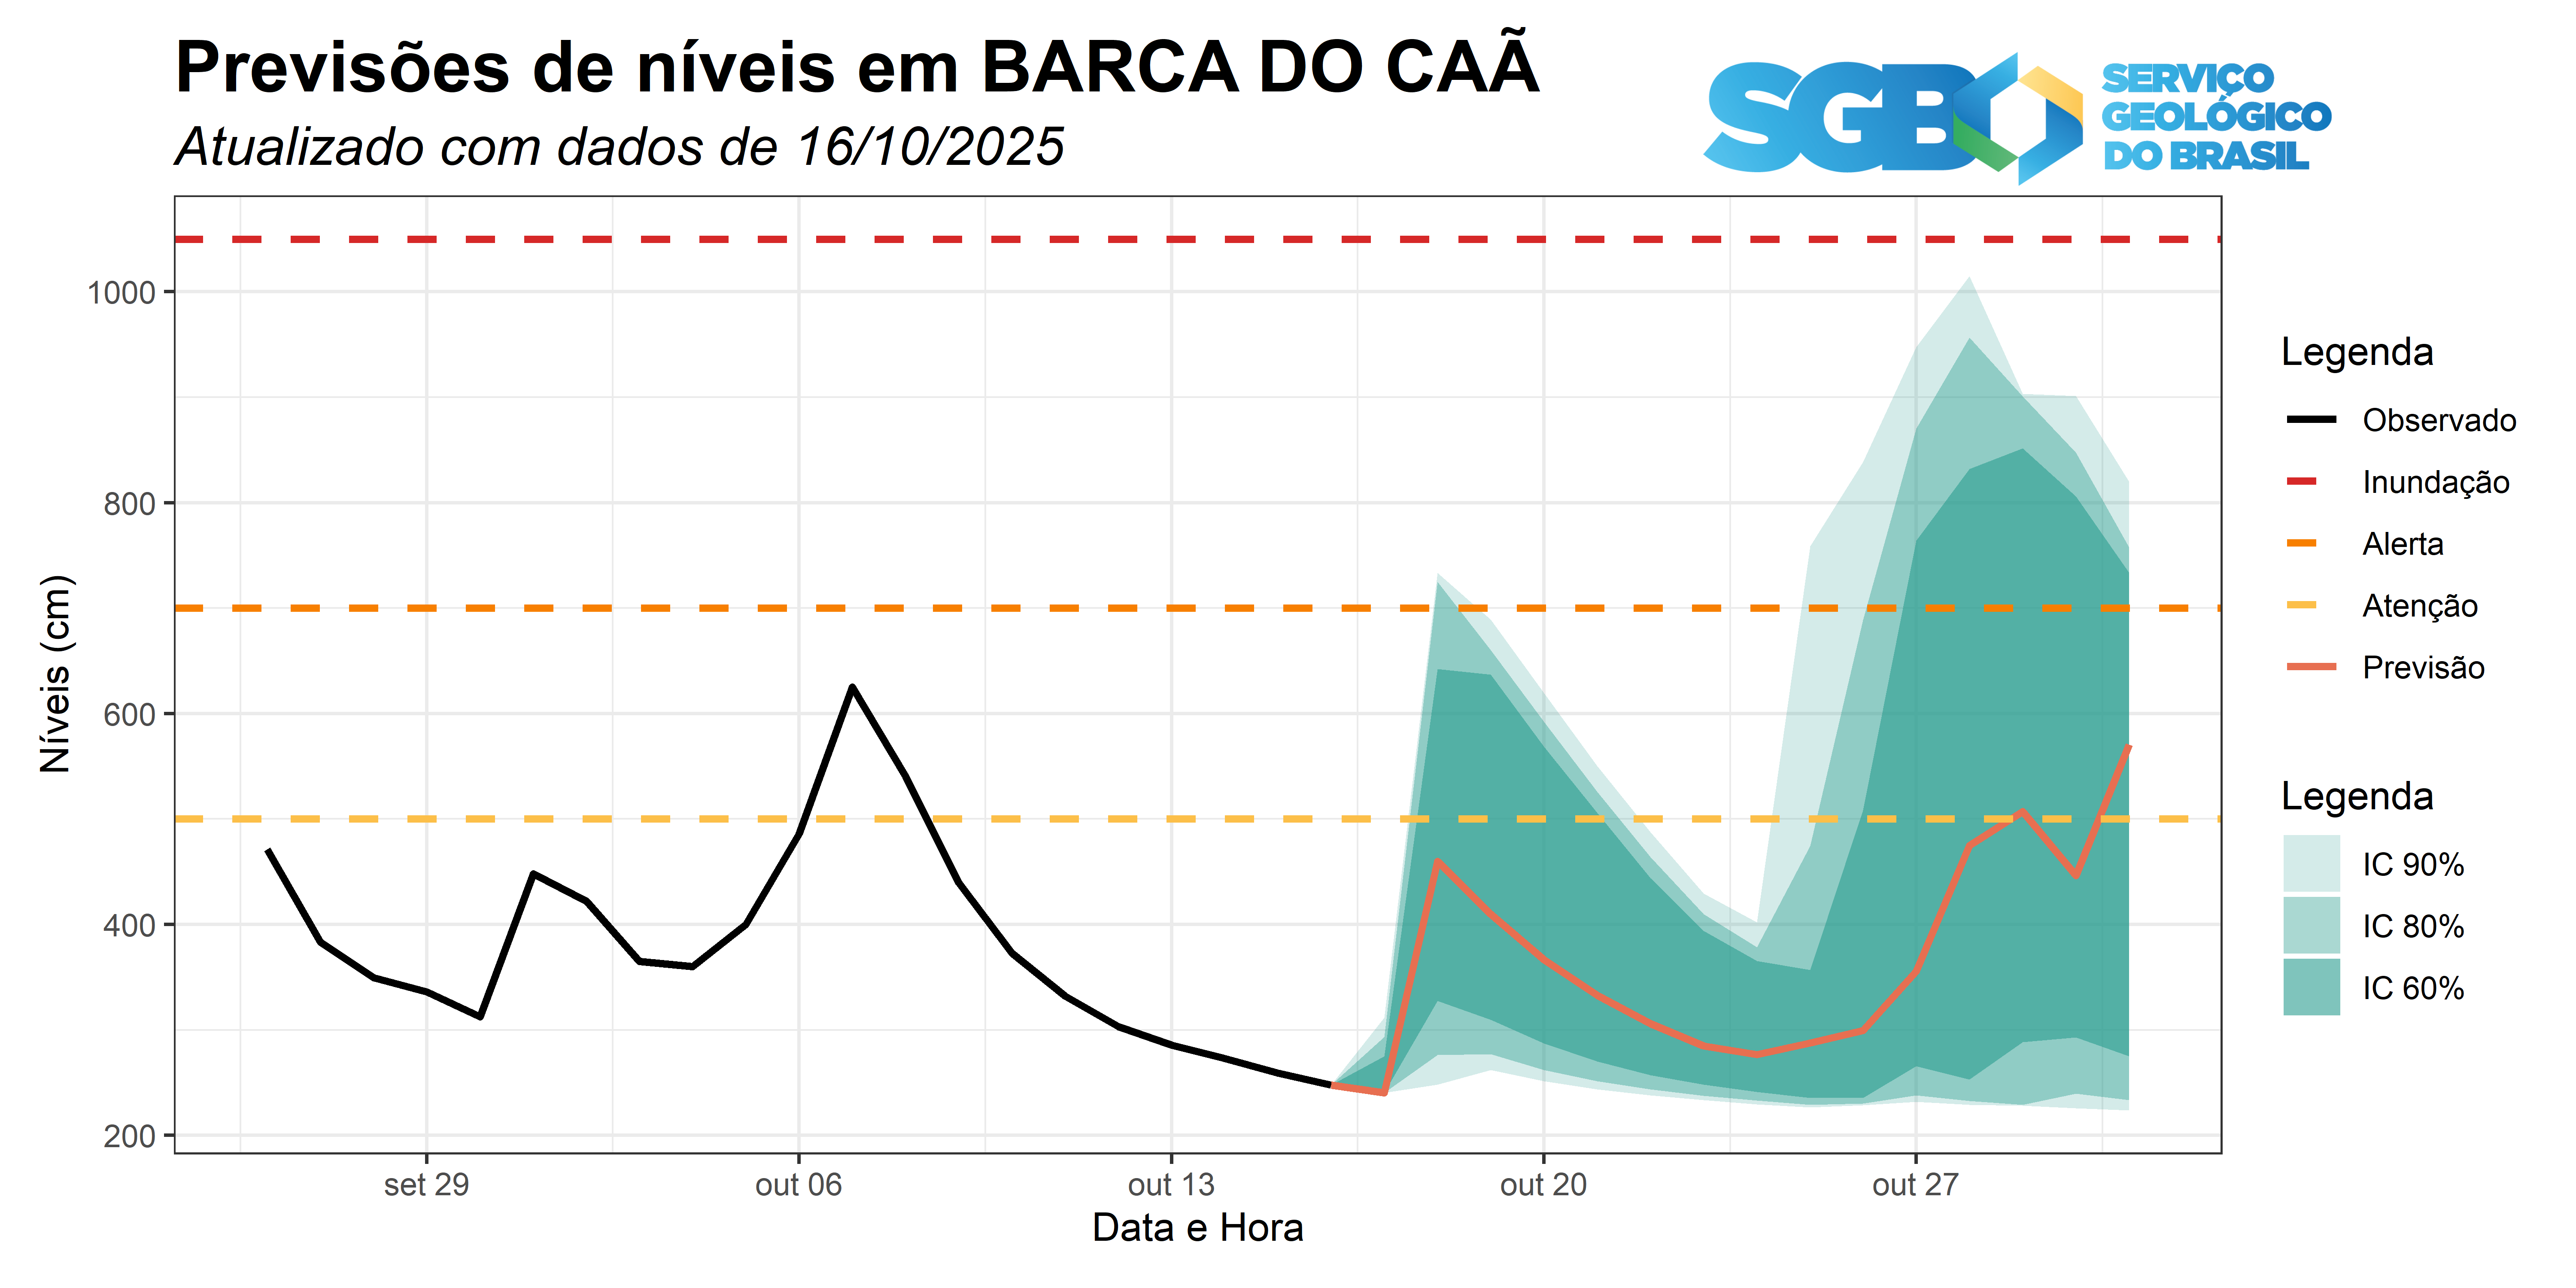 Previsões de níveis em BARCA DO CAÃ
Atualizado com dados de 16/10/2025
SGB
SERVIÇO
GEOLÓGICO
DO BRASIL
1000
800
600
400
200
Níveis (cm)
set 29
out 06
out 13
out 20
out 27
Data e Hora
Legenda
Observado
Inundação
Alerta
Atenção
Previsão
Legenda
IC 90%
IC 80%
IC 60%